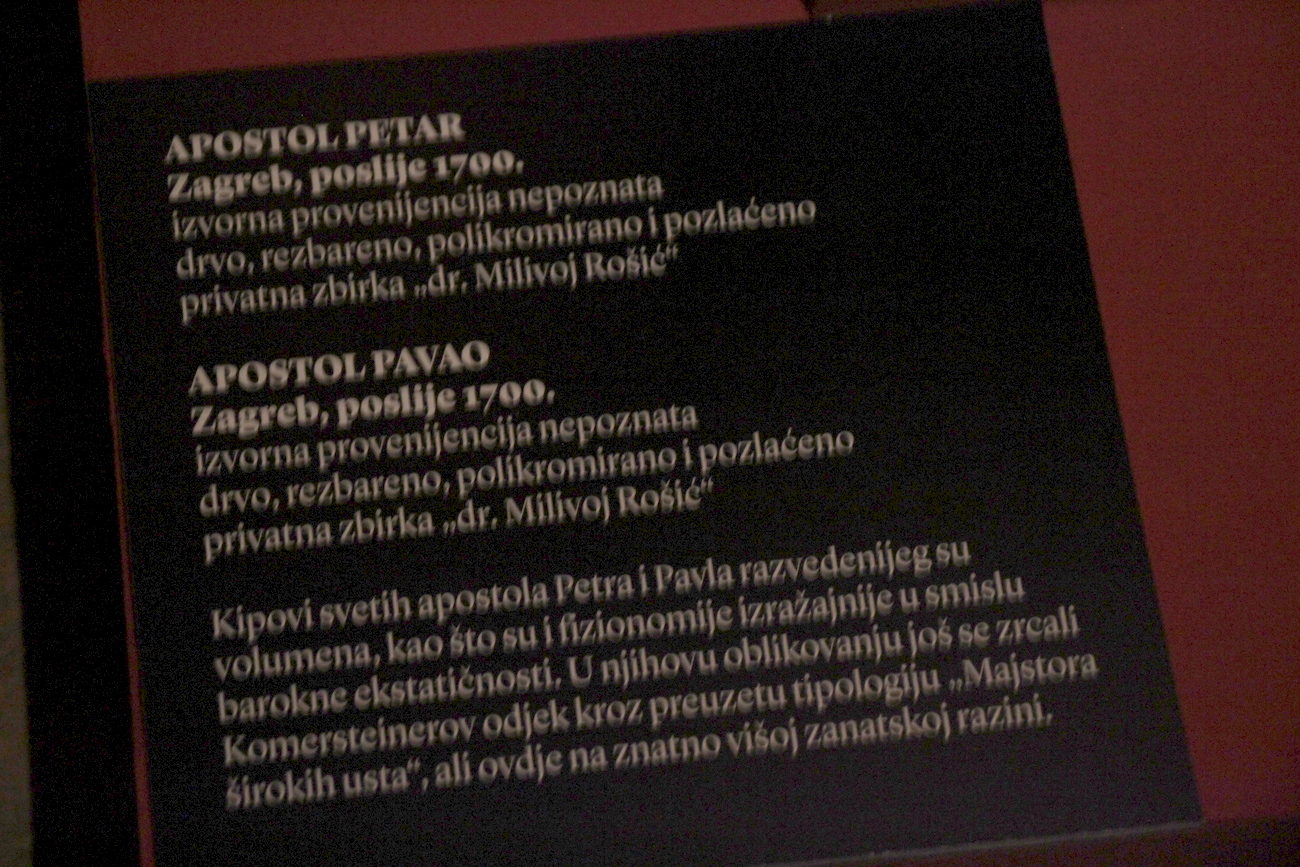 APOSTOL PETAR
Zagreb, poslije 1700.
izvorna provenijencija nepoznata
drvo, rezbareno, polikromirano i pozlaćeno
privatna zbirka „dr. Milivoj Rošić“
APOSTOL PAVAO
Zagreb, poslije 1700.
izvorna provenijencija nepoznata
drvo, rezbareno, polikromirano i pozlaćeno
privatna zbirka „dr. Milivoj Rošić“
Kipovi svetih apostola Petra i Pavla razvedenijeg su
volumena, kao što su i fizionomije izražajnije u smislu
barokne ekstatičnosti. U njihovu oblikovanju još se zrcali
Komersteinerov odjek kroz preuzetu tipologiju „Majstora
širokih usta“, ali ovdje na znatno višoj zanatskoj razini.